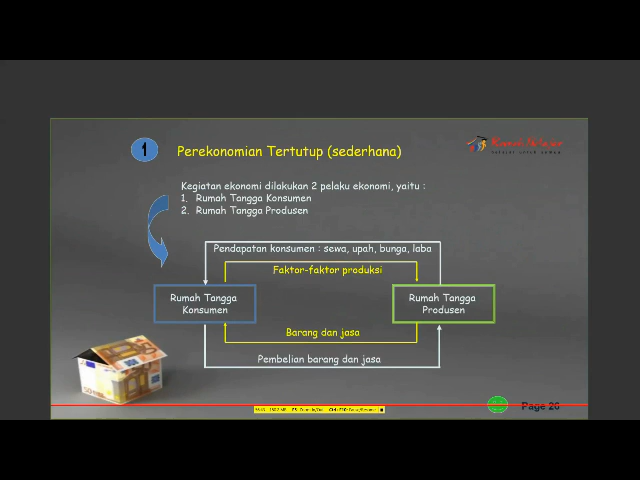 1
Perekonomian Tertutup (sederhana)
Kegiatan ekonomi dilakukan 2 pelaku ekonomi, yaitu :
1. Rumah Tangga Konsumen
2. Rumah Tangga Produsen
Pendapatan konsumen : sewa, upah, bunga, laba
Faktor-faktor produksi
Rumah Tangga
Konsumen
Rumah Tangga
Produsen
Barang dan jasa
Pembelian barang dan jasa
Page 26